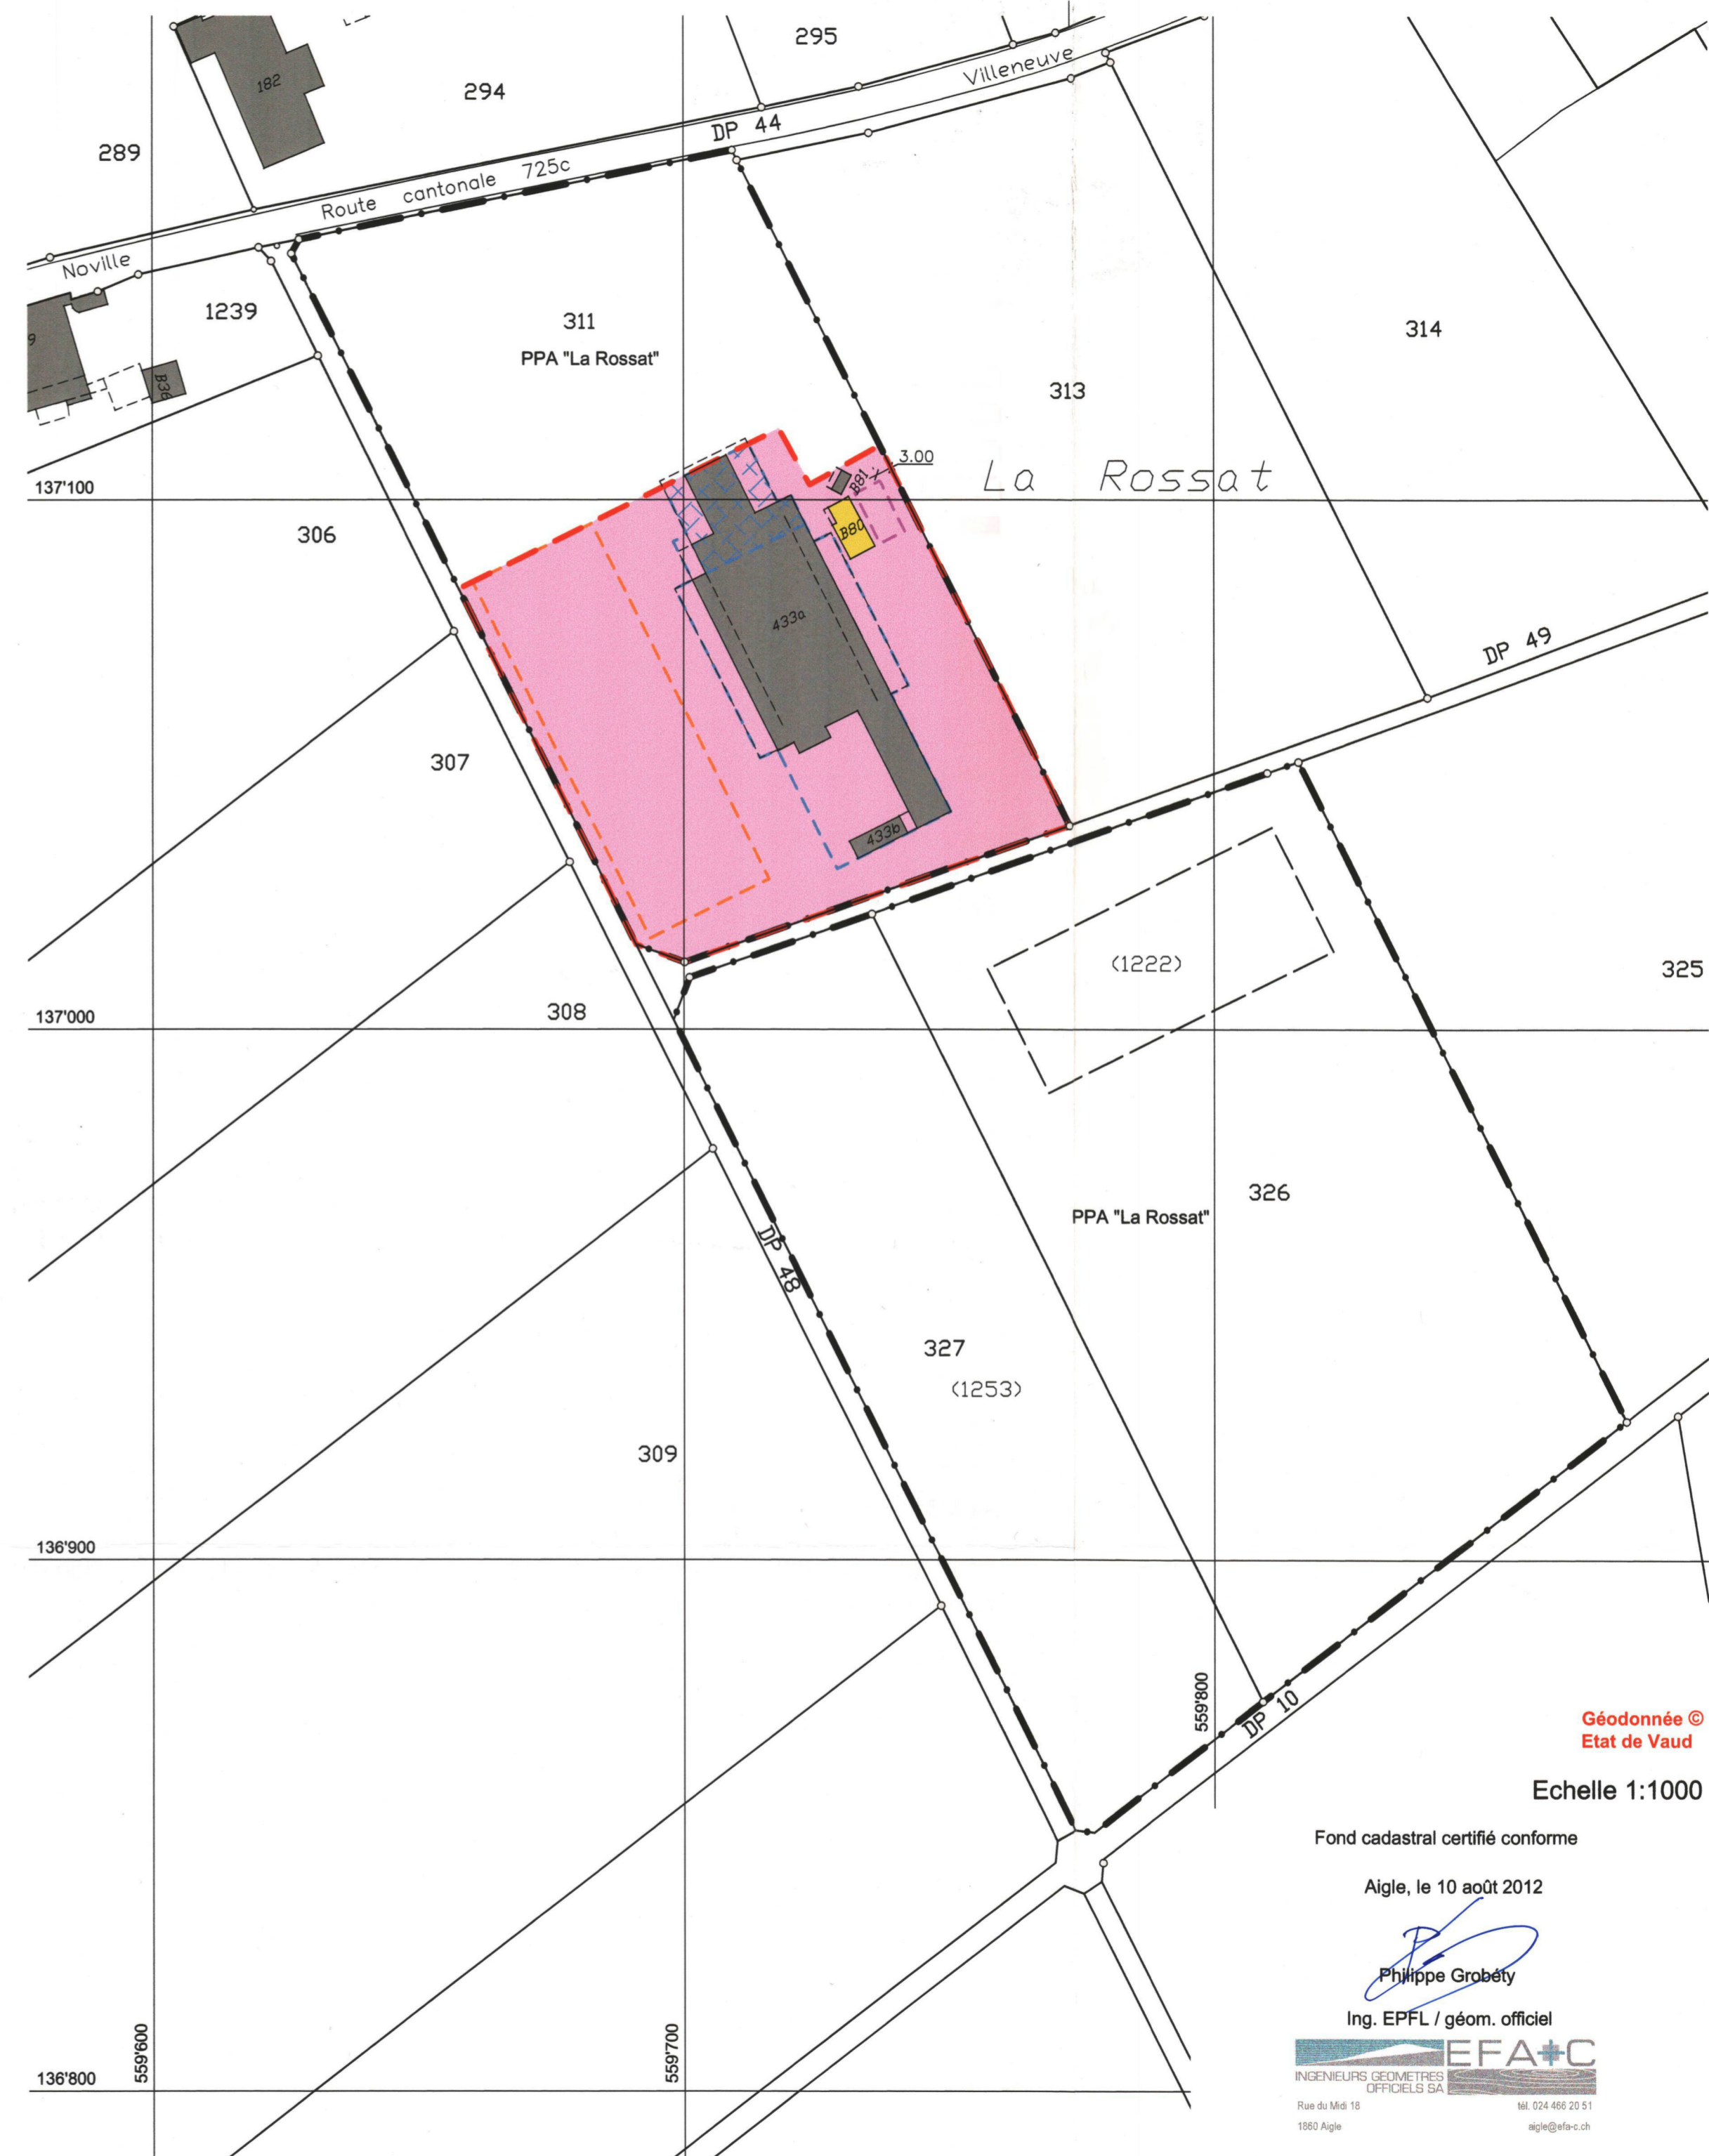 295
182
294
Villeneuve
DP 44
289
Route cantonale 725c
Noville
1239
311
PPA "La Rossat"
314
9
B36
313
3.00
La Rossat
B81
137'100
B80
306
433a
DP 49
307
433b
(1222)
325
308
137'000
326
PPA "La Rossat"
DP 48
327
(1253)
309
136'900
559'800
DP 10
Géodonnée ©
Etat de Vaud
Echelle 1:1000
Fond cadastral certifié conforme
Aigle, le 10 août 2012
Philippe Grobéty
Ing. EPFL / géom. officiel
559'600
559'700
EFA+C
INGENIEURS GEOMETRES
OFFICIELS SA
136'800
Rue du Midi 18
tél. 024 466 20 51
1860 Aigle
aigle@efa-c.ch